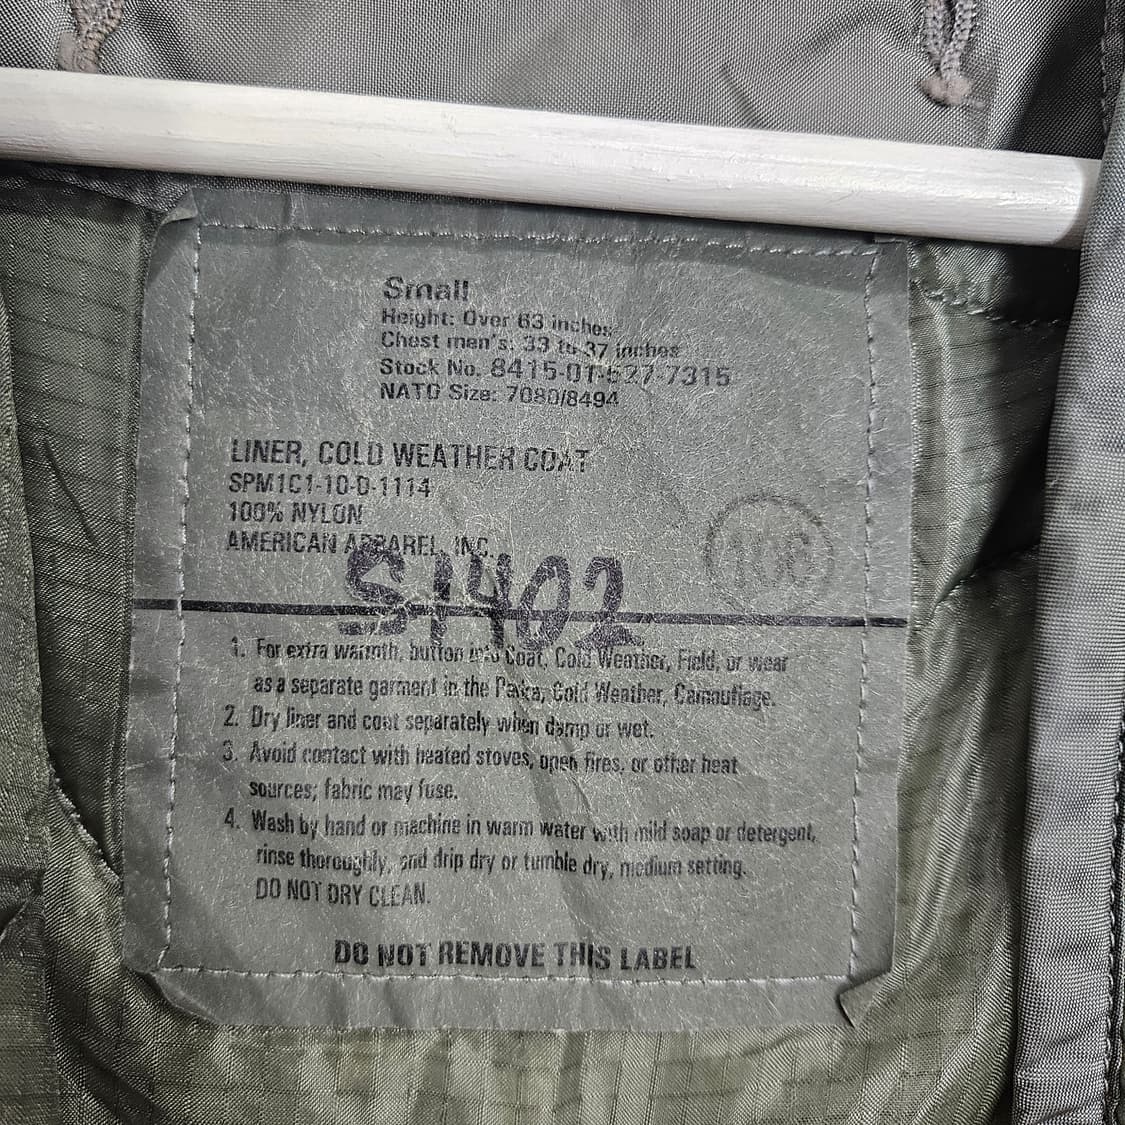 Small
Height: Over 63 inches
Chest men's: 33 to 37 inches
Stock No. 8415-01-527-7315
NATO Size: 7080/8494
LINER, COLD WEATHER COAT
SPM1C1-10-D-1114
100% NYLON
AMERICAN APPAREL, INC.
106
S1402
1. For extra warmth, button into Coat, Cold Weather, Field, or wear
as a separate garment in the Parka, Cold Weather, Camouflage.
2. Dry liner and coat separately when damp or wet.
3. Avoid contact with heated stoves, open fires, or other heat
sources; fabric may fuse.
4. Wash by hand or machine in warm water with mild soap or detergent,
rinse thoroughly, and drip dry or tumble dry, medium setting.
DO NOT DRY CLEAN.
DO NOT REMOVE THIS LABEL